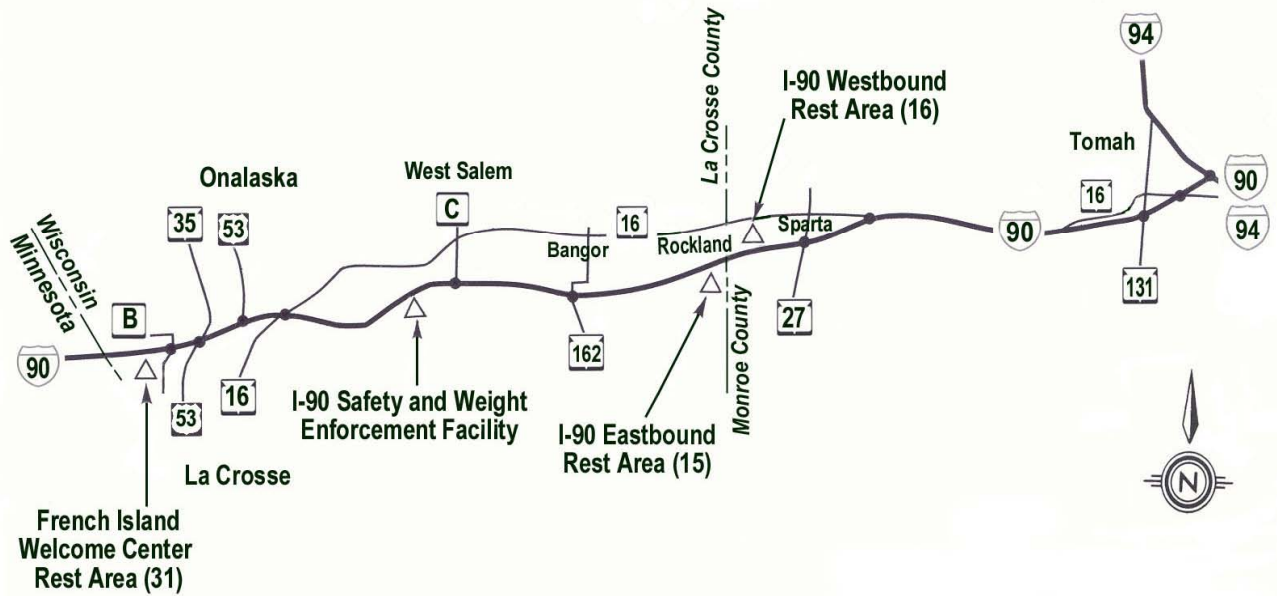 94
La Crosse County
I-90 Westbound
Rest Area (16)
Tomah
90
94
16
West Salem
Onalaska
C
35
53
16
Bangor
Rockland
Sparta
90
Wisconsin
Minnesota
B
131
27
162
90
16
53
I-90 Safety and Weight
Enforcement Facility
Monroe County
I-90 Eastbound
Rest Area (15)
La Crosse
N
French Island
Welcome Center
Rest Area (31)